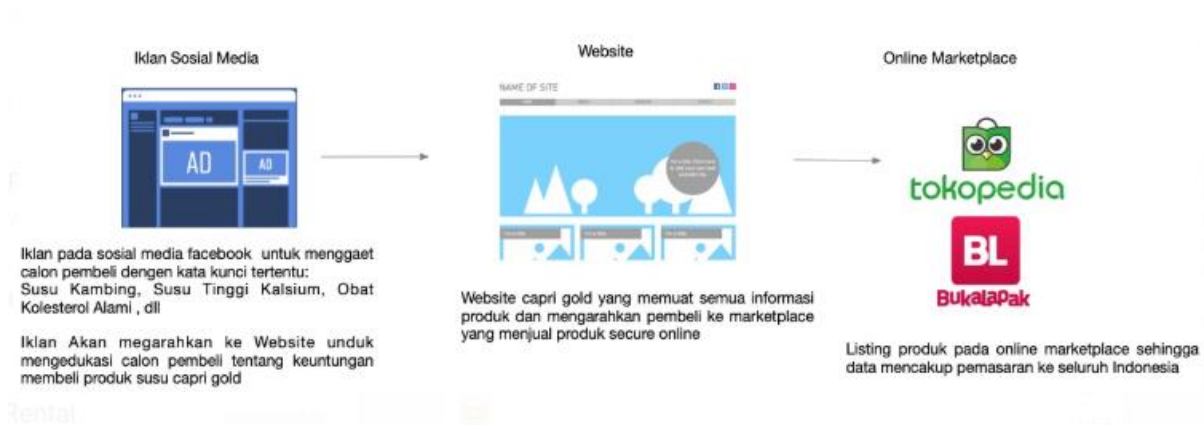 Iklan Sosial Media
AD
AD
Iklan pada sosial media facebook untuk menggaet
calon pembeli dengan kata kunci tertentu:
Susu Kambing, Susu Tinggi Kalsium, Obat
Kolesterol Alami , dll
Iklan Akan megarahkan ke Website unduk
mengedukasi calon pembeli tentang keuntungan
membeli produk susu capri gold
Website
NAME OF SITE
Website capri gold yang memuat semua informasi
produk dan mengarahkan pembeli ke marketplace
yang menjual produk secure online
Online Marketplace
tokopedia
BL
BukaLapak
Listing produk pada online marketplace sehingga
data mencakup pemasaran ke seluruh Indonesia
Rental